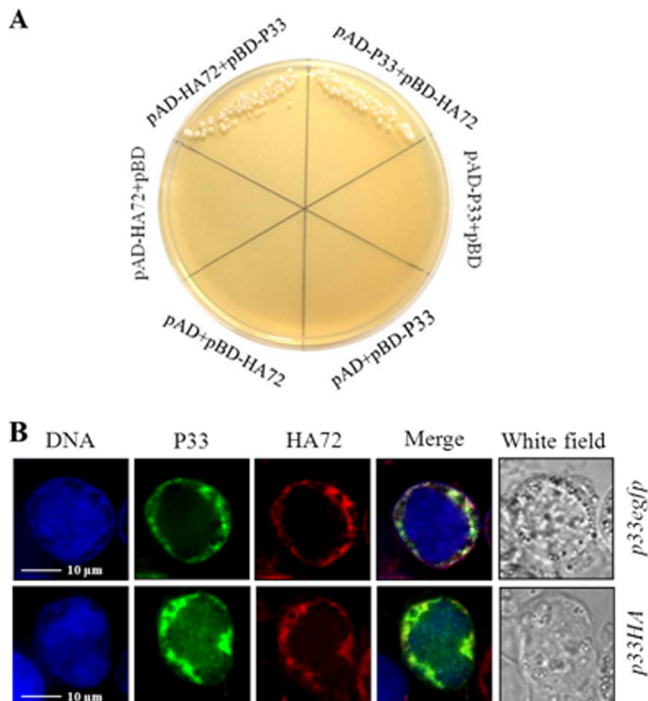 A
pAD-HA72+pBD-P33
pAD-P33+pBD-HA72
pAD-HA72+pBD
pAD-P33+pBD
pAD+pBD-HA72
pAD+pBD-P33
B
DNA P33 HA72 Merge White field
10 μm
p33egfp
10 μm
p33HA